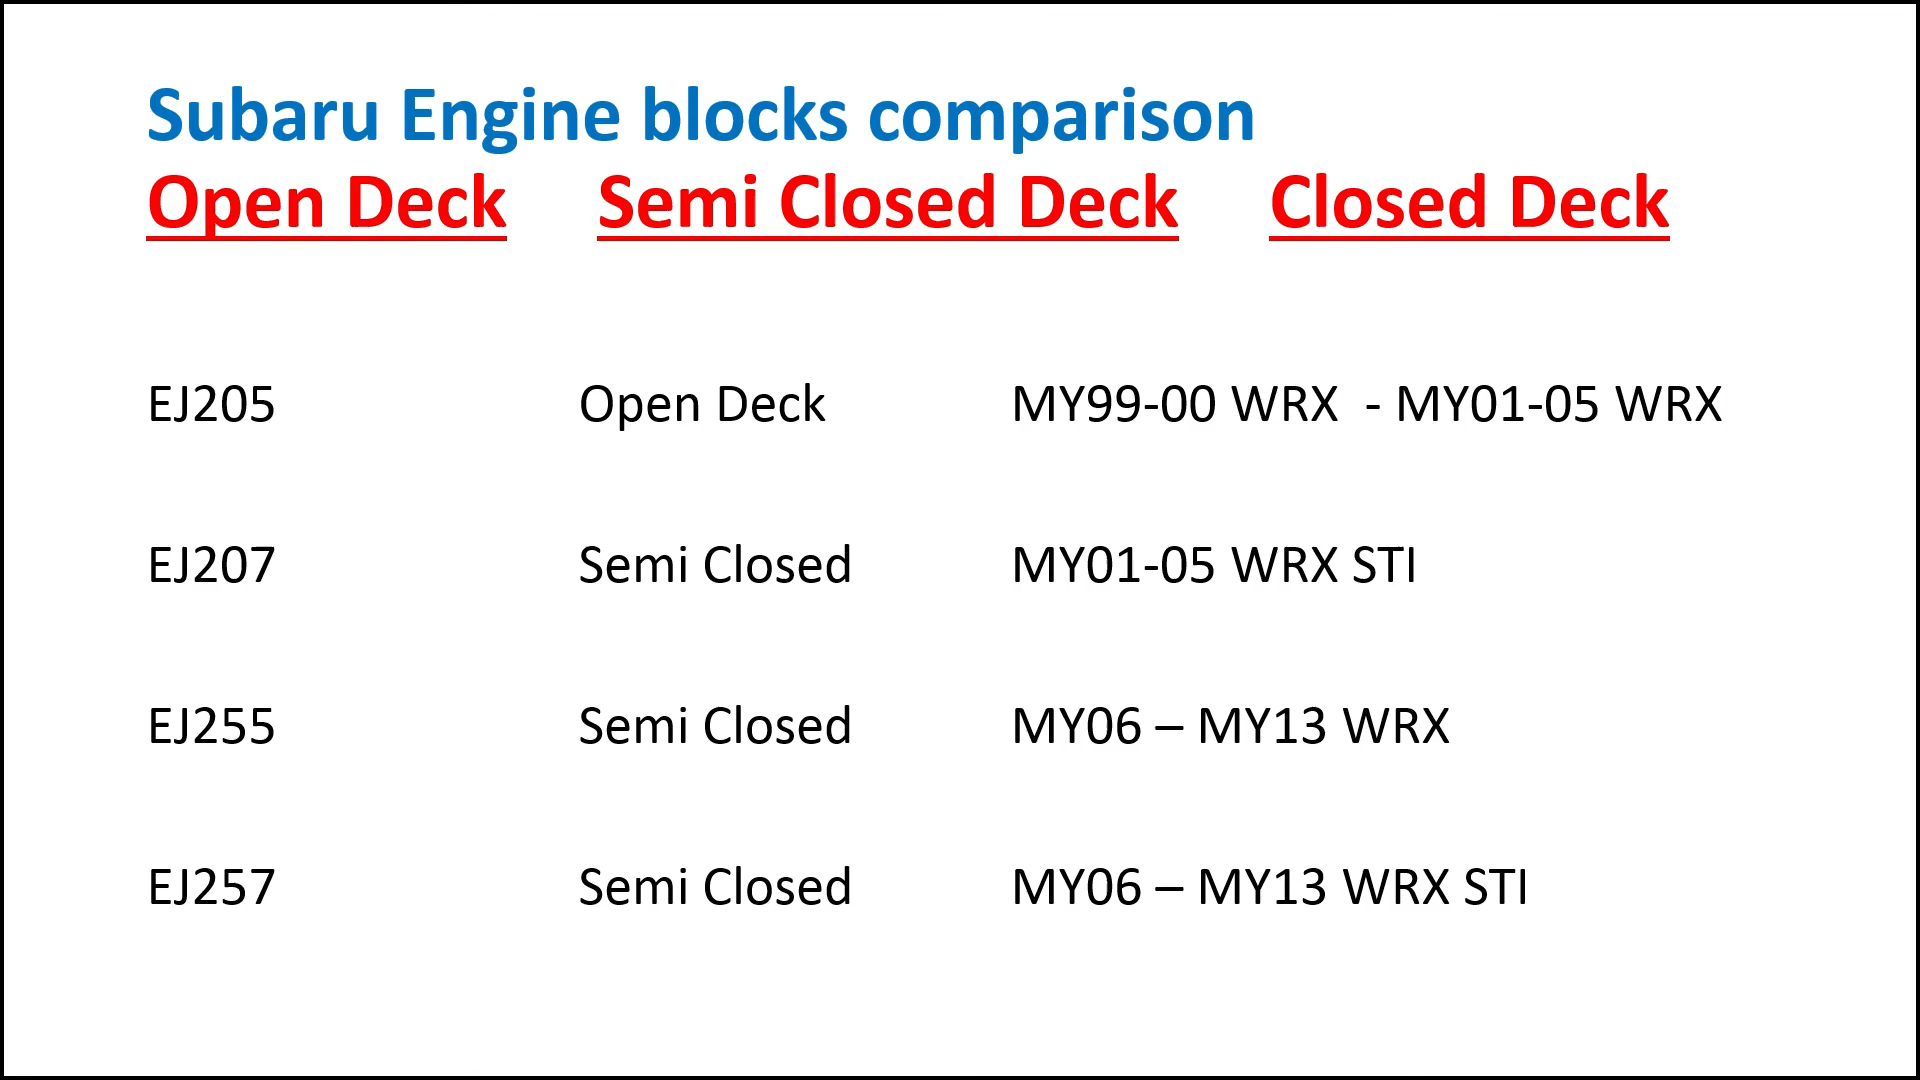 Subaru Engine blocks comparison
Open Deck Semi Closed Deck Closed Deck
EJ205 Open Deck MY99-00 WRX - MY01-05 WRX
EJ207 Semi Closed MY01-05 WRX STI
EJ255 Semi Closed MY06 – MY13 WRX
EJ257 Semi Closed MY06 – MY13 WRX STI